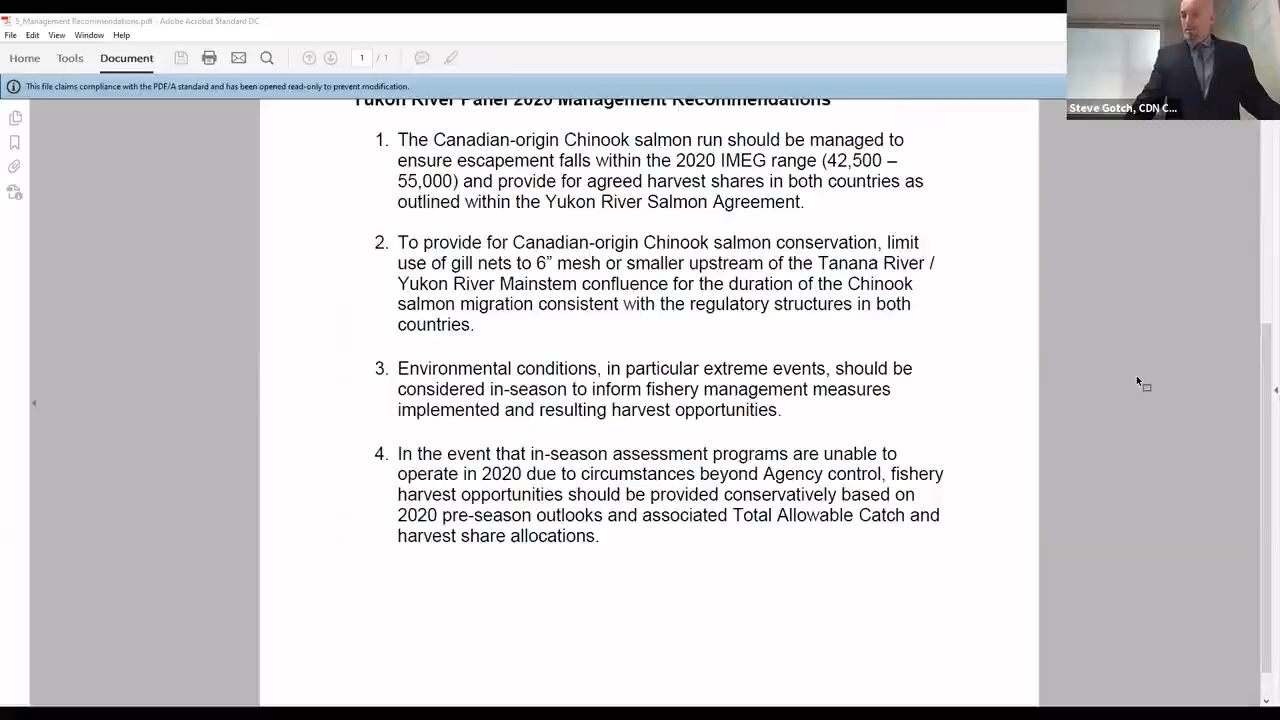 5_Management Recommendations.pdf - Adobe Acrobat Standard DC
File Edit View Window Help
Home Tools Document 1 / 1
This file claims compliance with the PDF/A standard and has been opened read-only to prevent modification.
Steve Gotch, CDN C...
Yukon River Panel 2020 Management Recommendations
1. The Canadian-origin Chinook salmon run should be managed to
ensure escapement falls within the 2020 IMEG range (42,500 –
55,000) and provide for agreed harvest shares in both countries as
outlined within the Yukon River Salmon Agreement.
2. To provide for Canadian-origin Chinook salmon conservation, limit
use of gill nets to 6” mesh or smaller upstream of the Tanana River /
Yukon River Mainstem confluence for the duration of the Chinook
salmon migration consistent with the regulatory structures in both
countries.
3. Environmental conditions, in particular extreme events, should be
considered in-season to inform fishery management measures
implemented and resulting harvest opportunities.
4. In the event that in-season assessment programs are unable to
operate in 2020 due to circumstances beyond Agency control, fishery
harvest opportunities should be provided conservatively based on
2020 pre-season outlooks and associated Total Allowable Catch and
harvest share allocations.